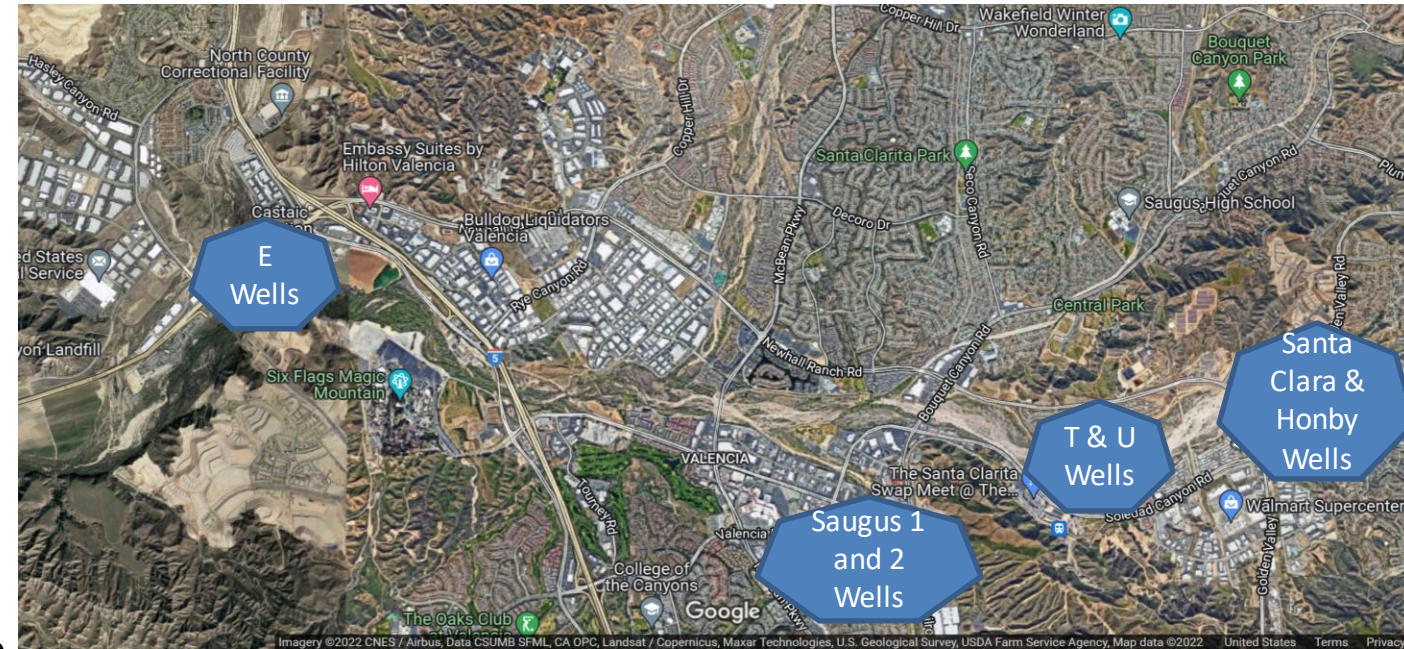 Copper Hill Dr
Wakefield Winter
Wonderland
North County
Correctional Facility
Bouquet
Canyon Park
Hasley Canyon Rd
Copper Hill Dr
Embassy Suites by
Hilton Valencia
Santa Clarita Park
Seco Canyon Rd
Bouquet Canyon Rd
Saugus High School
Castaic
Bulldog Liquidators
Valencia
Decoro Dr
McBean Pkwy
E
Wells
Rye Canyon Rd
Central Park
5
Newhall Ranch Rd
Bouquet Canyon Rd
Six Flags Magic
Mountain
Santa
Clara &
Honby
Wells
T & U
Wells
VALENCIA
The Santa Clarita
Swap Meet @ The...
Soledad Canyon Rd
Walmart Supercenter
Tourney Rd
Saugus 1
and 2
Wells
Valencia
College of
the Canyons
Golden Valley
The Oaks Club
at Valencia
Google
Imagery ©2022 CNES / Airbus, Data CSUMB SFML, CA OPC, Landsat / Copernicus, Maxar Technologies, U.S. Geological Survey, USDA Farm Service Agency, Map data ©2022 United States Terms Privacy